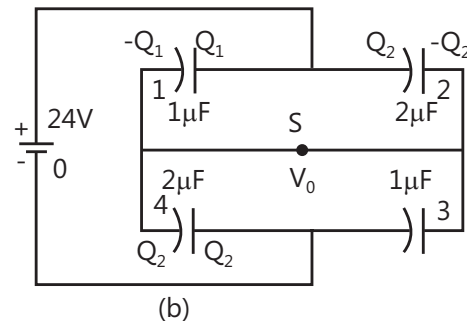 -Q₁ Q₁ Q₂ -Q₂
1 2
1μF 2μF
+ 24V S
- 0
2μF V₀ 1μF
4 3
Q₂ Q₂
(b)